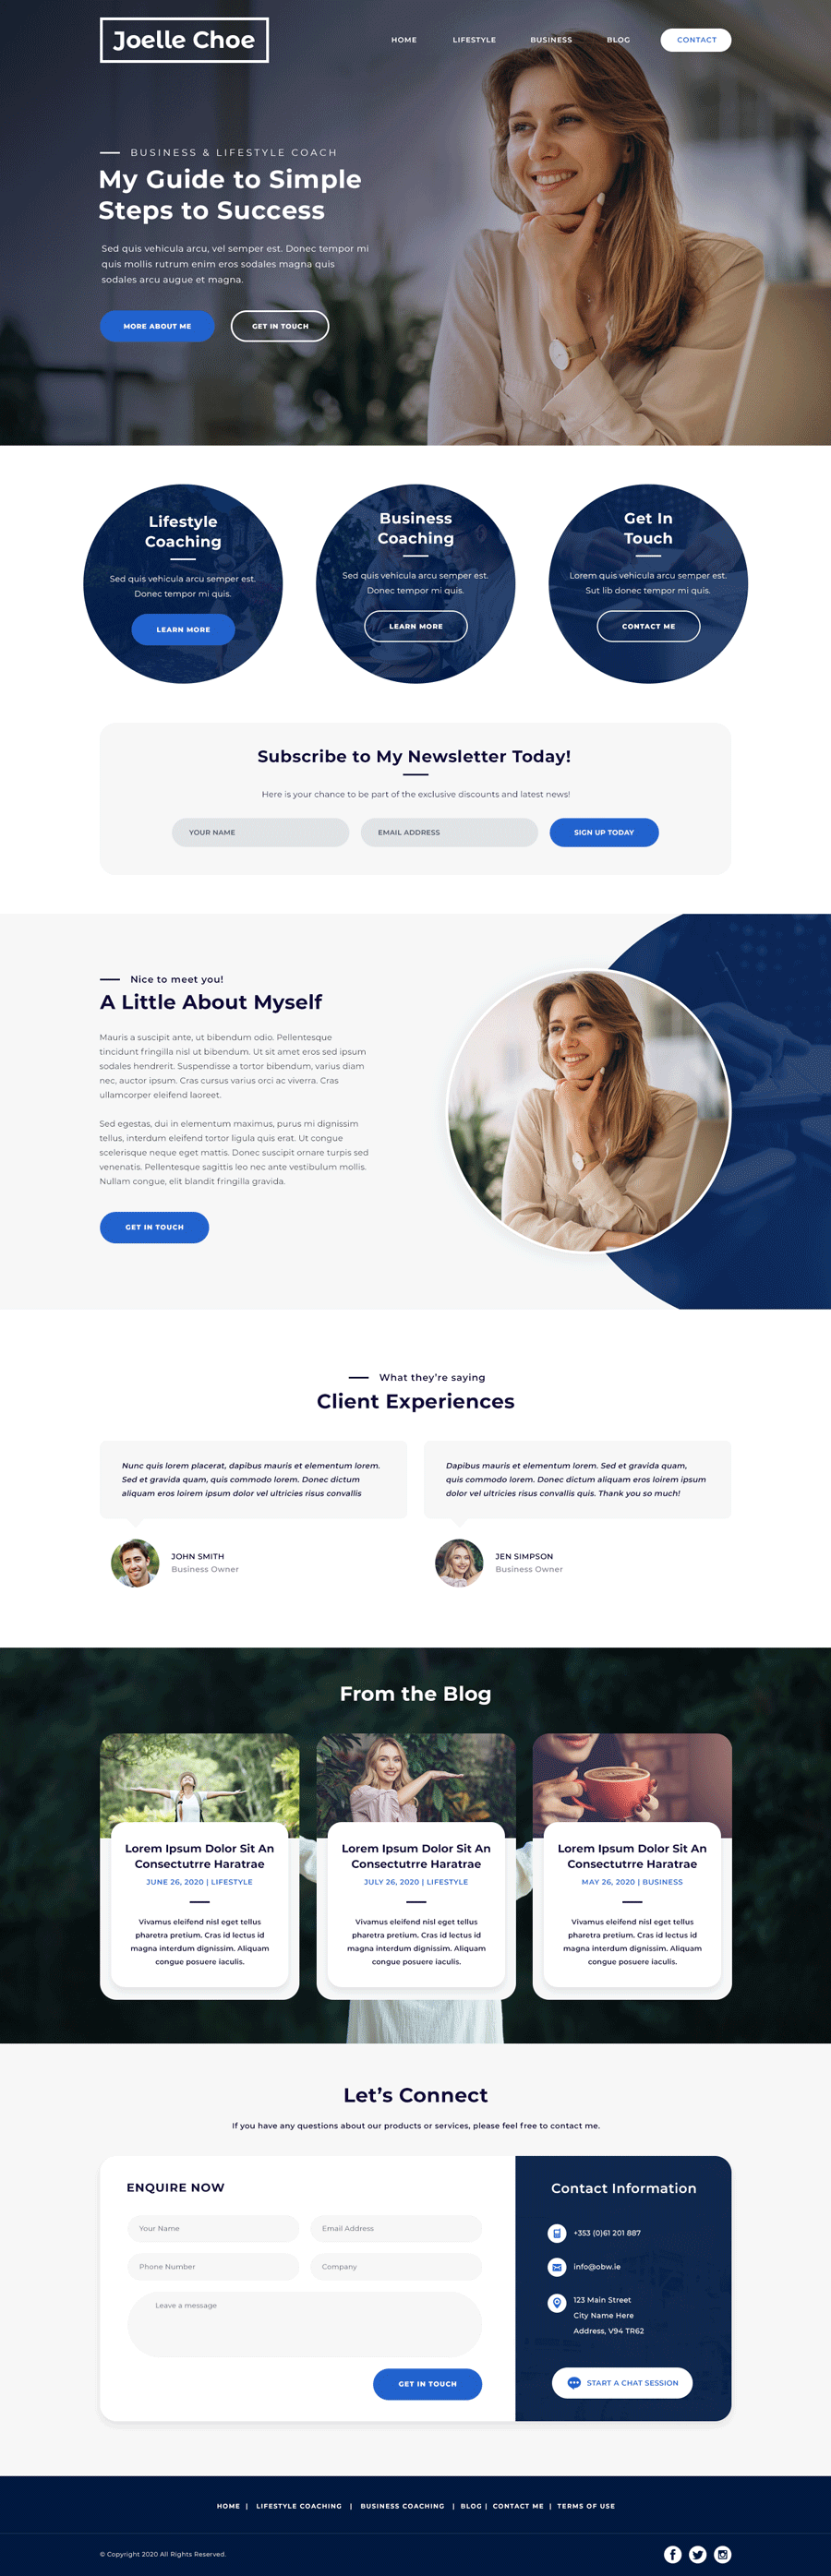 Joelle Choe
HOME
LIFESTYLE
BUSINESS
BLOG
CONTACT
BUSINESS & LIFESTYLE COACH
My Guide to Simple
Steps to Success
Sed quis vehicula arcu, vel semper est. Donec tempor mi
quis mollis rutrum enim eros sodales magna quis
sodales arcu augue et magna.
MORE ABOUT ME
GET IN TOUCH
Lifestyle
Coaching
Sed quis vehicula arcu semper est.
Donec tempor mi quis.
LEARN MORE
Business
Coaching
Sed quis vehicula arcu semper est.
Donec tempor mi quis.
LEARN MORE
Get In
Touch
Lorem quis vehicula arcu semper est.
Sut lib donec tempor mi quis.
CONTACT ME
Subscribe to My Newsletter Today!
Here is your chance to be part of the exclusive discounts and latest news!
YOUR NAME
EMAIL ADDRESS
SIGN UP TODAY
Nice to meet you!
A Little About Myself
Mauris a suscipit ante, ut bibendum odio. Pellentesque
tincidunt fringilla nisl ut bibendum. Ut sit amet eros sed ipsum
sodales hendrerit. Suspendisse a tortor bibendum, varius diam
nec, auctor ipsum. Cras cursus varius orci ac viverra. Cras
ullamcorper eleifend laoreet.
Sed egestas, dui in elementum maximus, purus mi dignissim
tellus, interdum eleifend tortor ligula quis erat. Ut congue
scelerisque neque eget mattis. Donec suscipit ornare turpis sed
venenatis. Pellentesque sagittis leo nec ante vestibulum mollis.
Nullam congue, elit blandit fringilla gravida.
GET IN TOUCH
What they're saying
Client Experiences
Nunc quis lorem placerat, dapibus mauris et elementum lorem.
Sed et gravida quam, quis commodo lorem. Donec dictum
aliquam eros loirem ipsum dolor vel ultricies risus convallis
JOHN SMITH
Business Owner
Dapibus mauris et elementum lorem. Sed et gravida quam,
quis commodo lorem. Donec dictum aliquam eros loirem ipsum
dolor vel ultricies risus convallis quis. Thank you so much!
JEN SIMPSON
Business Owner
From the Blog
Lorem Ipsum Dolor Sit An
Consectutrre Haratrae
JUNE 26, 2020 | LIFESTYLE
Vivamus eleifend nisl eget tellus
pharetra pretium. Cras id lectus id
magna interdum dignissim. Aliquam
congue posuere iaculis.
Lorem Ipsum Dolor Sit An
Consectutrre Haratrae
JULY 26, 2020 | LIFESTYLE
Vivamus eleifend nisl eget tellus
pharetra pretium. Cras id lectus id
magna interdum dignissim. Aliquam
congue posuere iaculis.
Lorem Ipsum Dolor Sit An
Consectutrre Haratrae
MAY 26, 2020 | BUSINESS
Vivamus eleifend nisl eget tellus
pharetra pretium. Cras id lectus id
magna interdum dignissim. Aliquam
congue posuere iaculis.
Let's Connect
If you have any questions about our products or services, please feel free to contact me.
ENQUIRE NOW
Your Name
Email Address
Phone Number
Company
Leave a message
GET IN TOUCH
Contact Information
+353 (0)61 201 887
info@obw.ie
123 Main Street
City Name Here
Address, V94 TR62
START A CHAT SESSION
HOME | LIFESTYLE COACHING | BUSINESS COACHING | BLOG | CONTACT ME | TERMS OF USE
© Copyright 2020 All Rights Reserved.